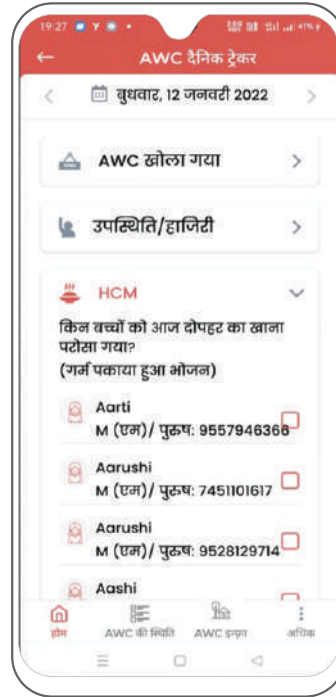 19:27
41%
AWC दैनिक ट्रेकर
बुधवार, 12 जनवरी 2022
AWC खोला गया
उपस्थिति/हाजिरी
HCM
किन बच्चों को आज दोपहर का खाना
परोसा गया?
(गर्म पकाया हुआ भोजन)
Aarti
M (एम)/ पुरुष: 9557946366
Aarushi
M (एम)/ पुरुष: 7451101617
Aarushi
M (एम)/ पुरुष: 9528129714
Aashi
होम AWC की स्थिति AWC इन्फ्रा अधिक